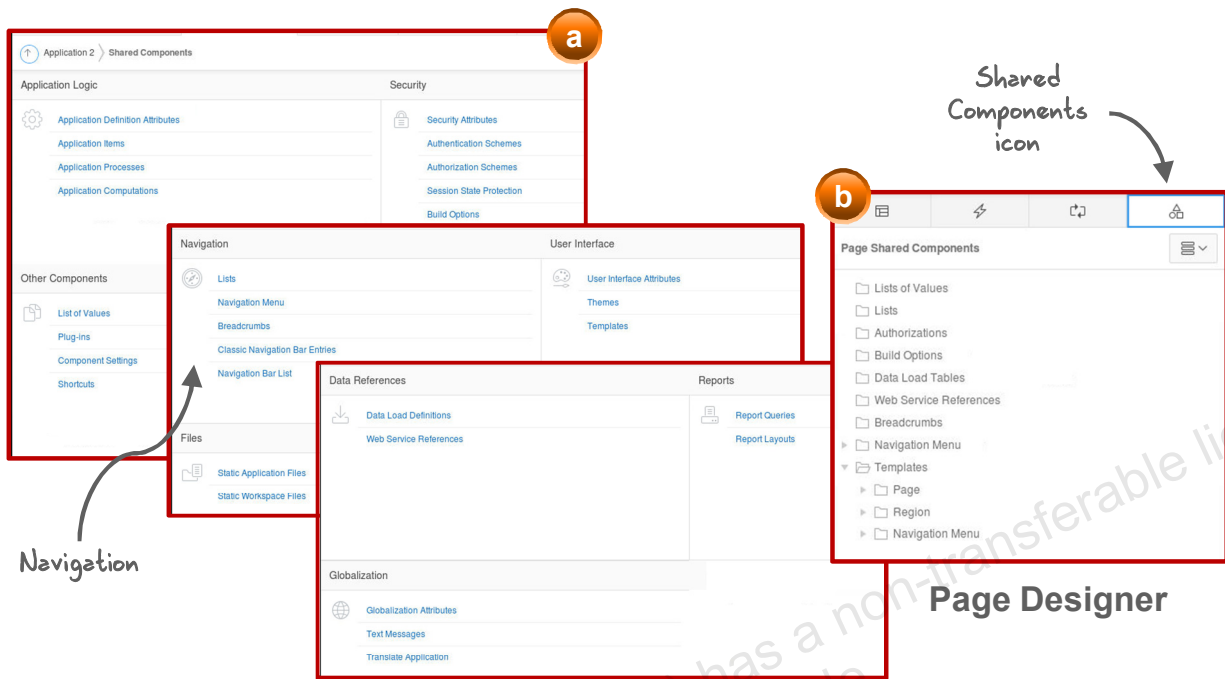 a
Application 2 Shared Components
Application Logic
Application Definition Attributes
Application Items
Application Processes
Application Computations
Security
Security Attributes
Authentication Schemes
Authorization Schemes
Session State Protection
Build Options
Other Components
List of Values
Plug-ins
Component Settings
Shortcuts
Navigation
Lists
Navigation Menu
Breadcrumbs
Classic Navigation Bar Entries
Navigation Bar List
User Interface
User Interface Attributes
Themes
Templates
Files
Static Application Files
Static Workspace Files
Data References
Data Load Definitions
Web Service References
Reports
Report Queries
Report Layouts
Globalization
Globalization Attributes
Text Messages
Translate Application
Navigation
Shared
Components
icon
b
Page Shared Components
Lists of Values
Lists
Authorizations
Build Options
Data Load Tables
Web Service References
Breadcrumbs
Navigation Menu
Templates
Page
Region
Navigation Menu
Page Designer
has a non-transferable